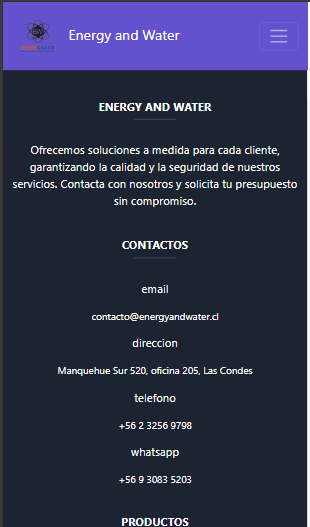 Energy and Water
ENERGY AND WATER
Ofrecemos soluciones a medida para cada cliente,
garantizando la calidad y la seguridad de nuestros
servicios. Contacta con nosotros y solicita tu presupuesto
sin compromiso.
CONTACTOS
email
contacto@energyandwater.cl
direccion
Manquehue Sur 520, oficina 205, Las Condes
telefono
+56 2 3256 9798
whatsapp
+56 9 3083 5203
PRODUCTOS